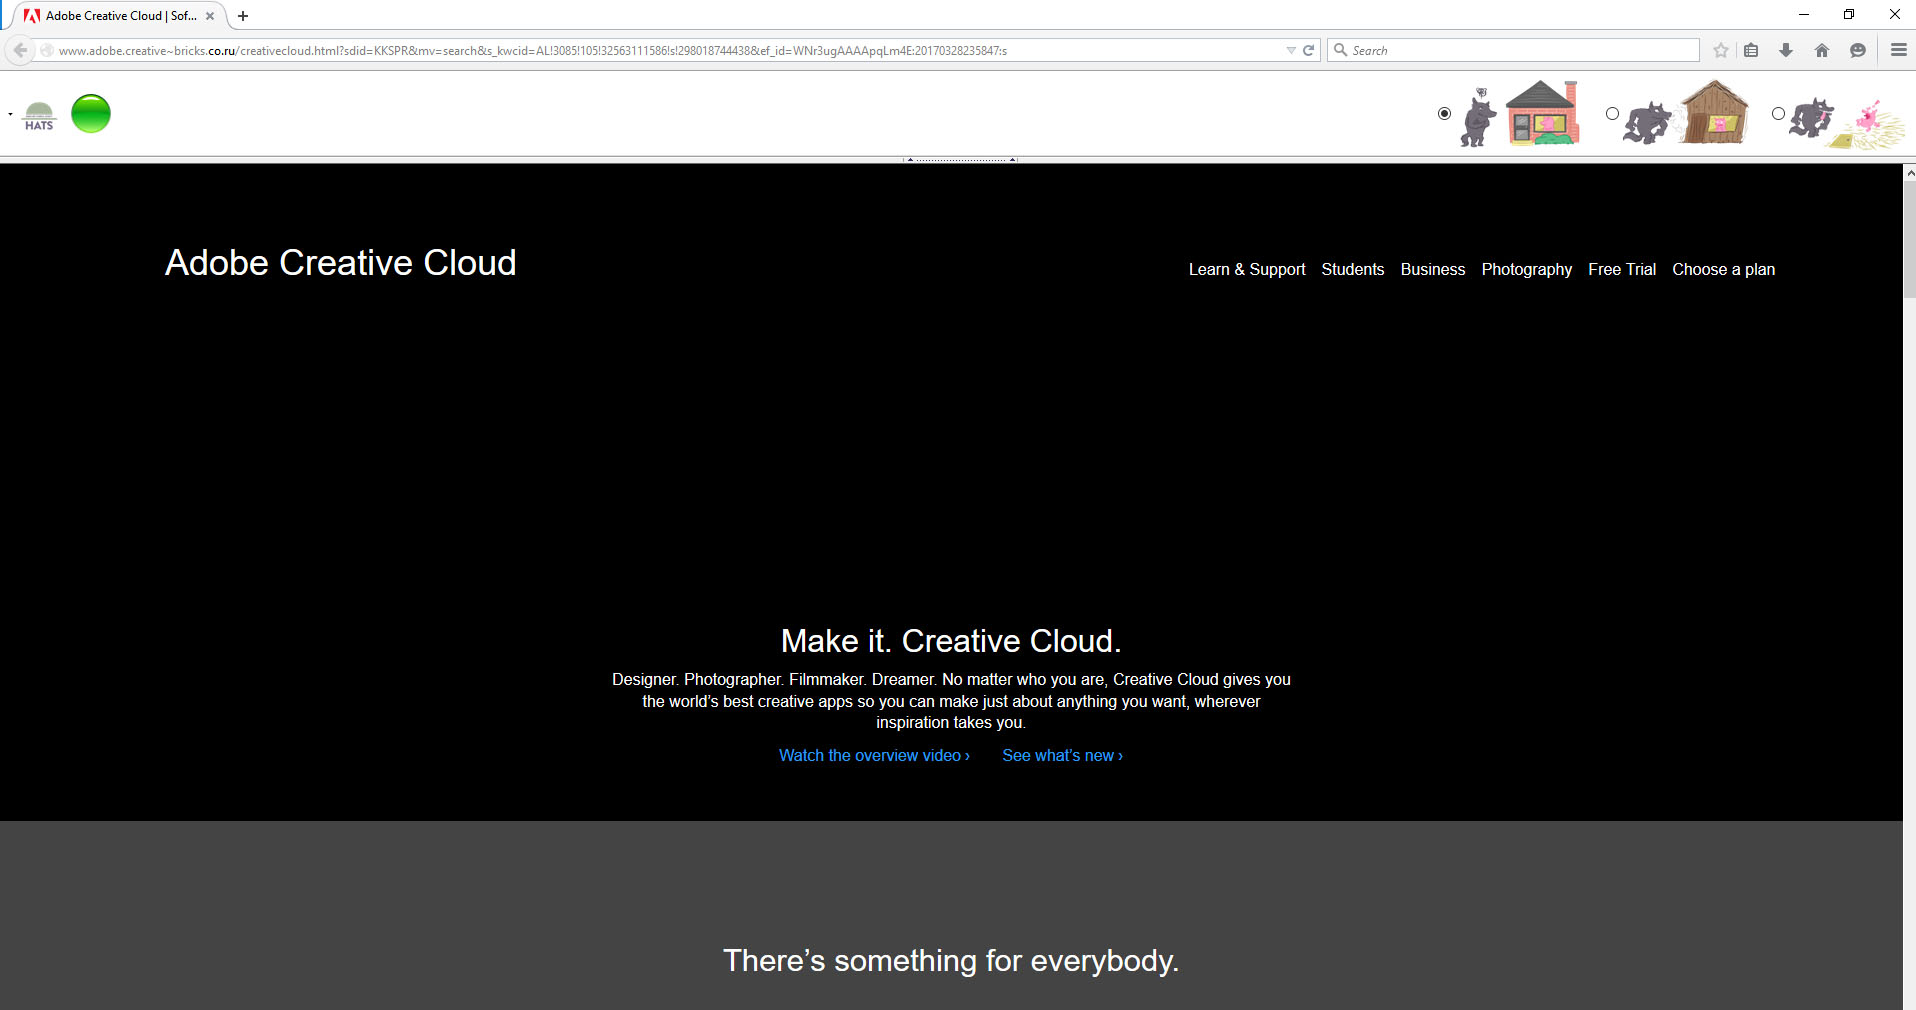 Adobe Creative Cloud | Sof...
www.adobe.creative~bricks.co.ru/creativecloud.html?sdid=KKSPR&mv=search&s_kwcid=AL!3085!105!32563111586!s!298018744438&ef_id=WNr3ugAAAApqLm4E:20170328235847:s
Search
HATS
Adobe Creative Cloud
Learn & Support Students Business Photography Free Trial Choose a plan
Make it. Creative Cloud.
Designer. Photographer. Filmmaker. Dreamer. No matter who you are, Creative Cloud gives you
the world’s best creative apps so you can make just about anything you want, wherever
inspiration takes you.
Watch the overview video › See what’s new ›
There’s something for everybody.